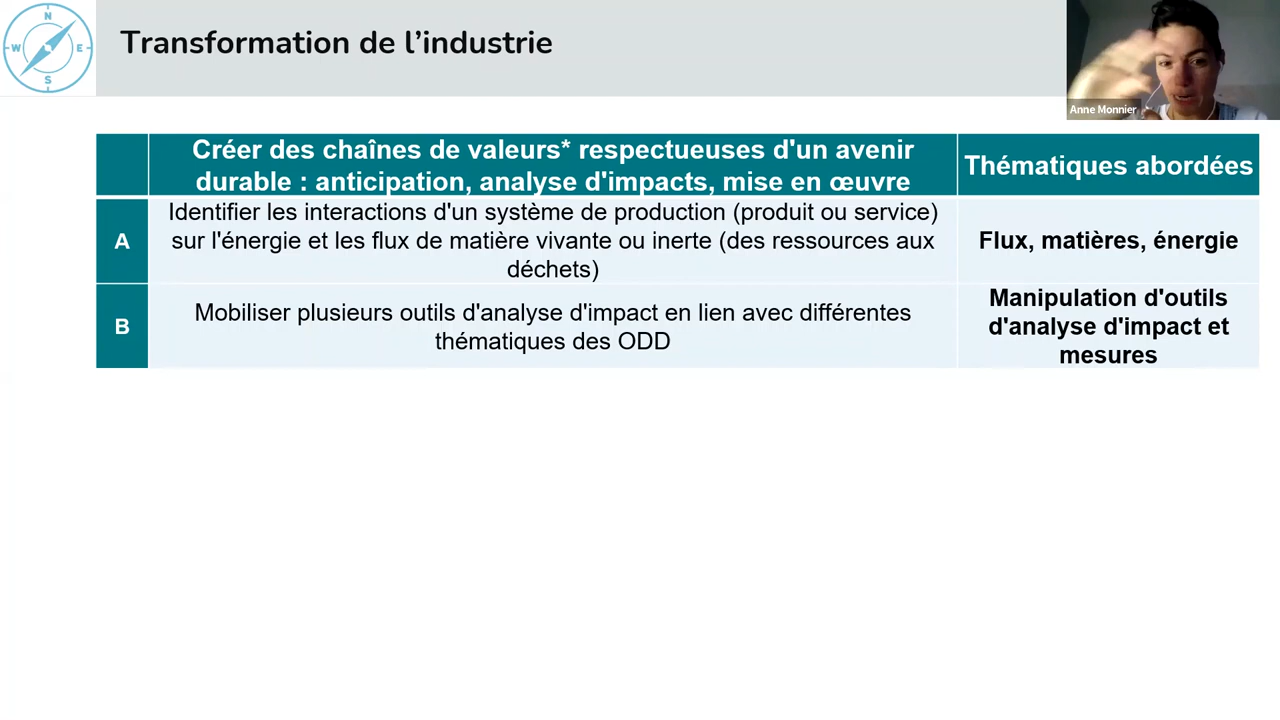 N
W E
S
Transformation de l'industrie
Anne Monnier
Créer des chaînes de valeurs* respectueuses d'un avenir
durable : anticipation, analyse d'impacts, mise en œuvre
Thématiques abordées
A
Identifier les interactions d'un système de production (produit ou service)
sur l'énergie et les flux de matière vivante ou inerte (des ressources aux
déchets)
Flux, matières, énergie
B
Mobiliser plusieurs outils d'analyse d'impact en lien avec différentes
thématiques des ODD
Manipulation d'outils
d'analyse d'impact et
mesures